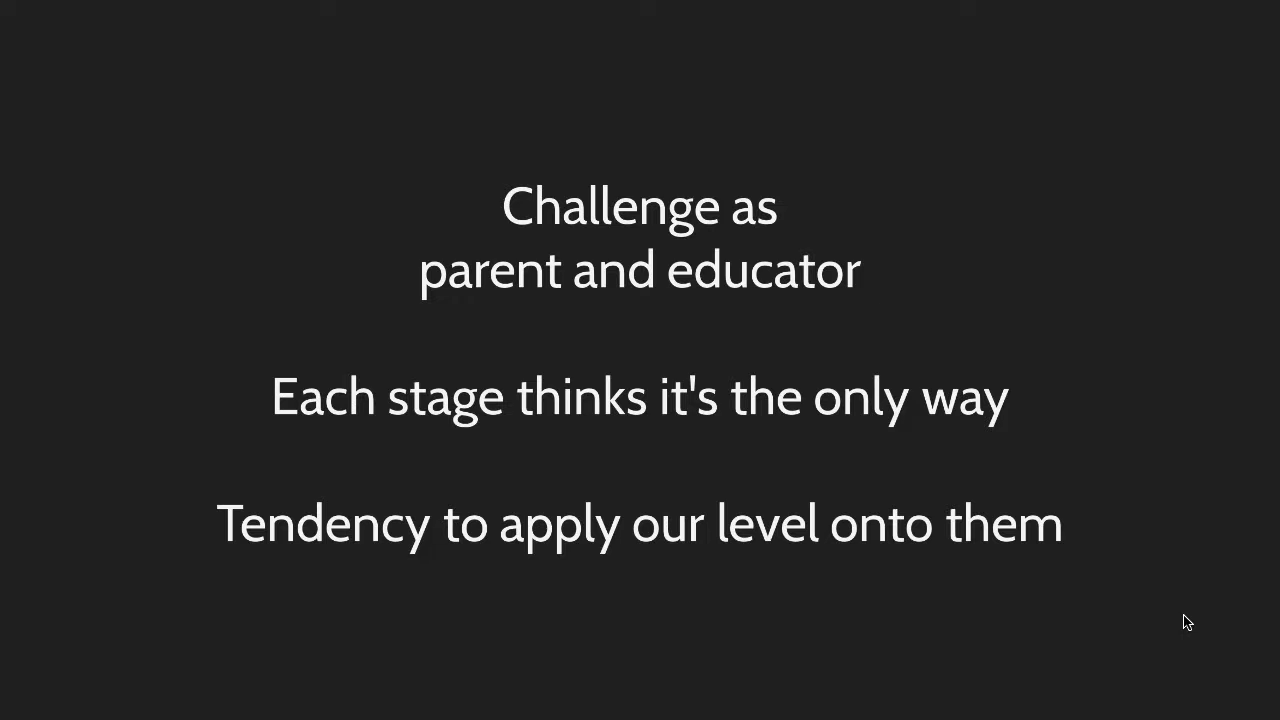 Challenge as
parent and educator
Each stage thinks it's the only way
Tendency to apply our level onto them